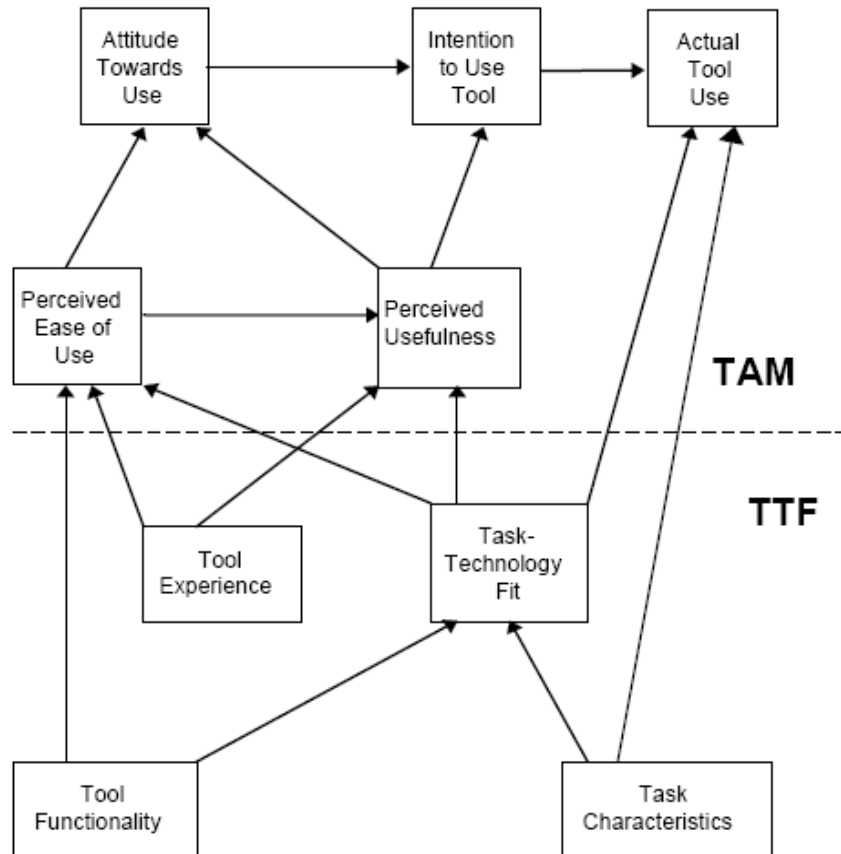 Attitude
Towards
Use
Intention
to Use
Tool
Actual
Tool
Use
Perceived
Ease of
Use
Perceived
Usefulness
TAM
TTF
Tool
Experience
Task-
Technology
Fit
Tool
Functionality
Task
Characteristics